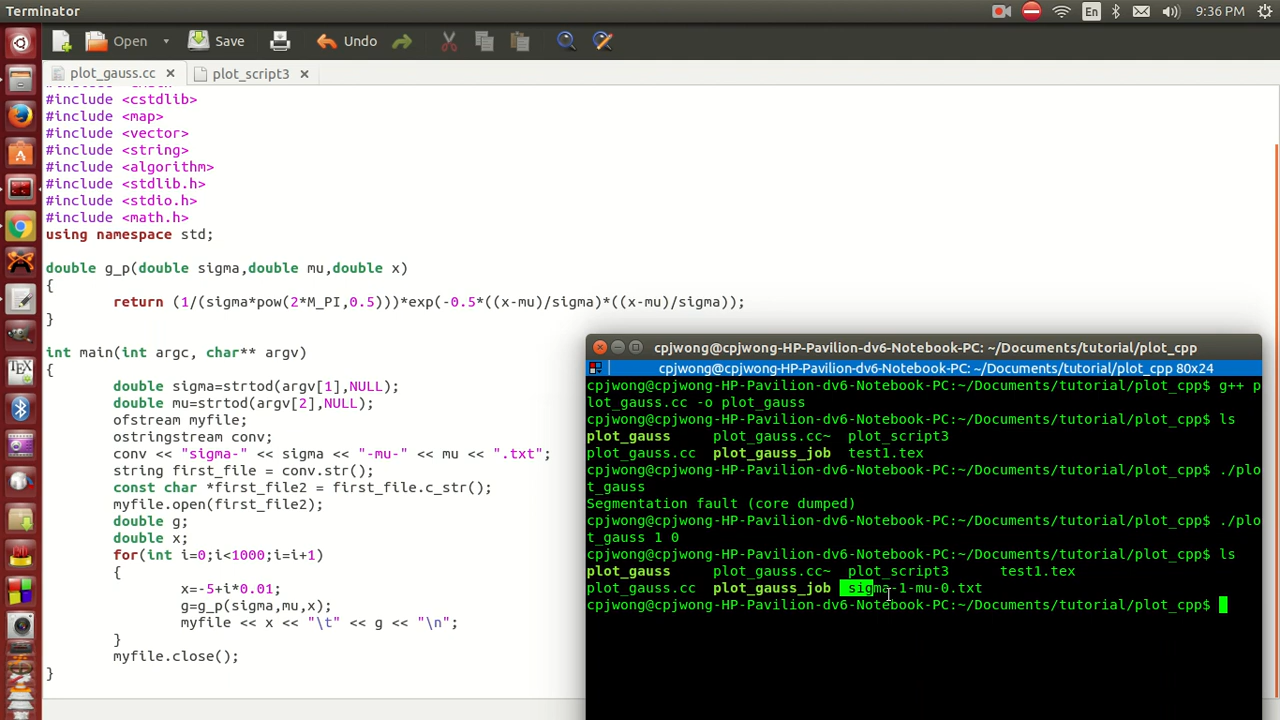 Terminator
En
9:36 PM
Open
Save
Undo
plot_gauss.cc
plot_script3
#include <cstdlib>
#include <map>
#include <vector>
#include <string>
#include <algorithm>
#include <stdlib.h>
#include <stdio.h>
#include <math.h>
using namespace std;
double g_p(double sigma,double mu,double x)
{
return (1/(sigma*pow(2*M_PI,0.5)))*exp(-0.5*((x-mu)/sigma)*((x-mu)/sigma));
}
int main(int argc, char** argv)
{
double sigma=strtod(argv[1],NULL);
double mu=strtod(argv[2],NULL);
ofstream myfile;
ostringstream conv;
conv << "sigma-" << sigma << "-mu-" << mu << ".txt";
string first_file = conv.str();
const char *first_file2 = first_file.c_str();
myfile.open(first_file2);
double g;
double x;
for(int i=0;i<1000;i=i+1)
{
x=-5+i*0.01;
g=g_p(sigma,mu,x);
myfile << x << "\t" << g << "\n";
}
myfile.close();
}
cpjwong@cpjwong-HP-Pavilion-dv6-Notebook-PC: ~/Documents/tutorial/plot_cpp
cpjwong@cpjwong-HP-Pavilion-dv6-Notebook-PC: ~/Documents/tutorial/plot_cpp 80x24
cpjwong@cpjwong-HP-Pavilion-dv6-Notebook-PC:~/Documents/tutorial/plot_cpp$ g++ p
lot_gauss.cc -o plot_gauss
cpjwong@cpjwong-HP-Pavilion-dv6-Notebook-PC:~/Documents/tutorial/plot_cpp$ ls
plot_gauss plot_gauss.cc~ plot_script3
plot_gauss.cc plot_gauss_job test1.tex
cpjwong@cpjwong-HP-Pavilion-dv6-Notebook-PC:~/Documents/tutorial/plot_cpp$ ./plo
t_gauss
Segmentation fault (core dumped)
cpjwong@cpjwong-HP-Pavilion-dv6-Notebook-PC:~/Documents/tutorial/plot_cpp$ ./plo
t_gauss 1 0
cpjwong@cpjwong-HP-Pavilion-dv6-Notebook-PC:~/Documents/tutorial/plot_cpp$ ls
plot_gauss plot_gauss.cc~ plot_script3 test1.tex
plot_gauss.cc plot_gauss_job sigma-1-mu-0.txt
cpjwong@cpjwong-HP-Pavilion-dv6-Notebook-PC:~/Documents/tutorial/plot_cpp$